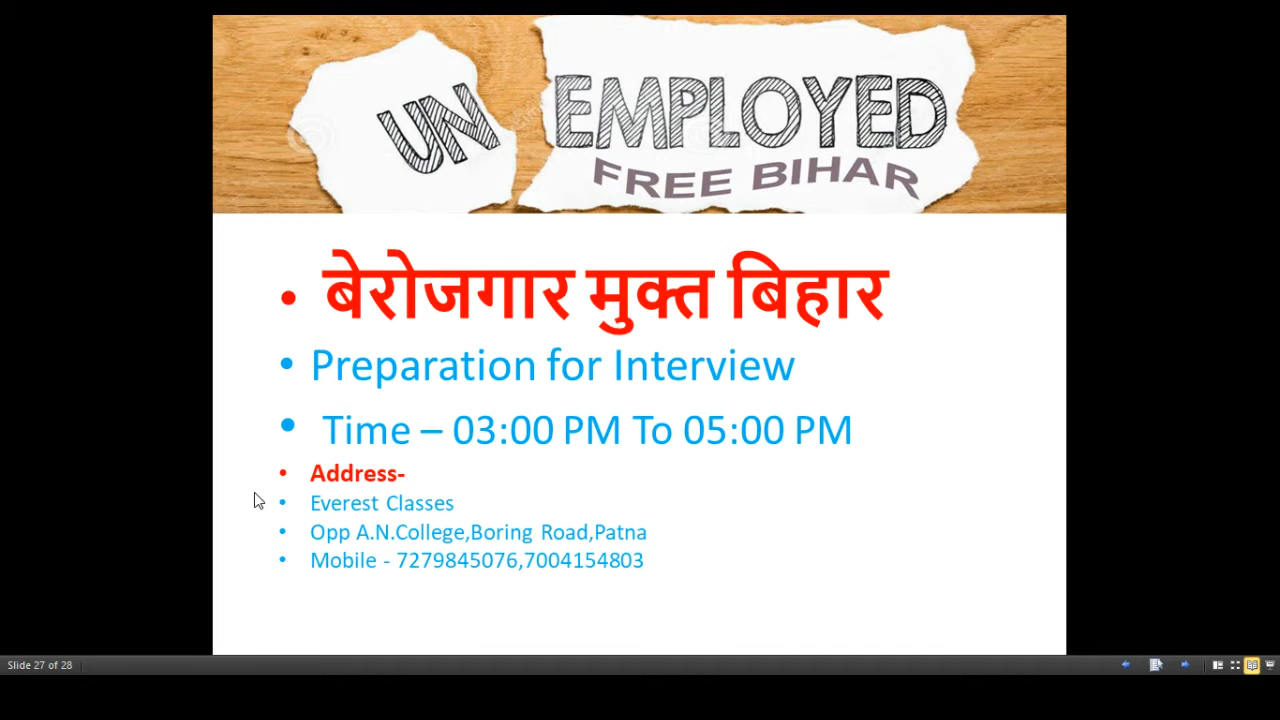 UN EMPLOYED
FREE BIHAR
• बेरोजगार मुक्त बिहार
• Preparation for Interview
• Time – 03:00 PM To 05:00 PM
• Address-
• Everest Classes
• Opp A.N.College,Boring Road,Patna
• Mobile - 7279845076,7004154803
Slide 27 of 28